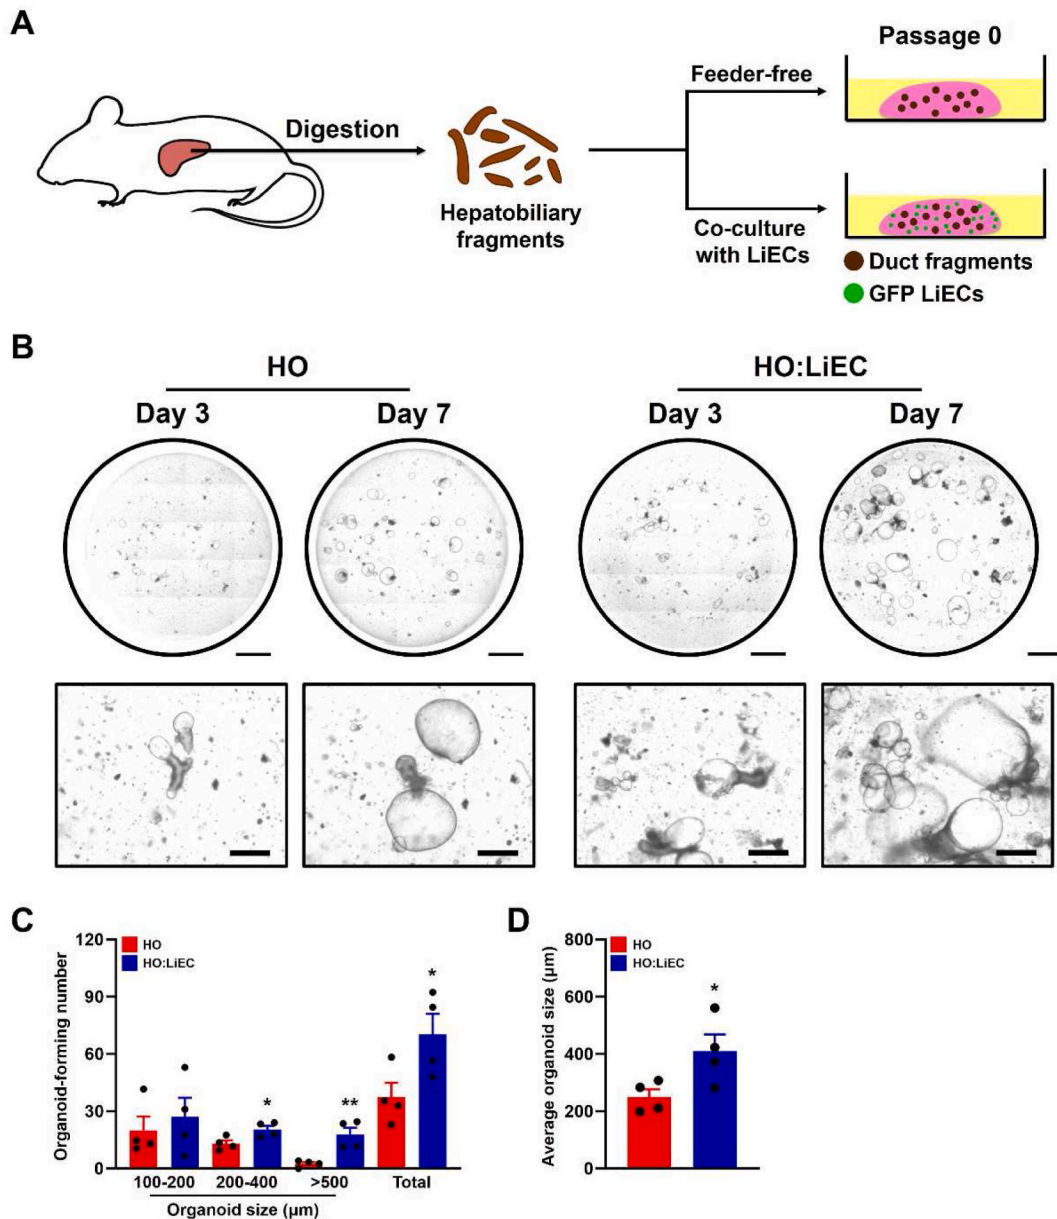 A
Digestion
Hepatobiliary
fragments
Feeder-free
Co-culture
with LiECs
Passage 0
Duct fragments
GFP LiECs
B
HO
HO:LiEC
Day 3
Day 7
Day 3
Day 7
C
Organoid-forming number
120
90
60
30
0
HO
HO:LiEC
*
**
*
100-200
200-400
>500
Total
Organoid size (µm)
D
Average organoid size (µm)
800
600
400
200
0
HO
HO:LiEC
*